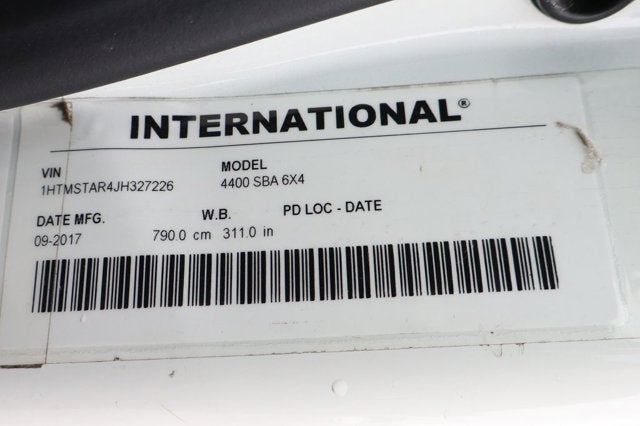 INTERNATIONAL®
VIN MODEL
1HTMSTAR4JH327226 4400 SBA 6X4
DATE MFG. W.B. PD LOC - DATE
09-2017 790.0 cm 311.0 in